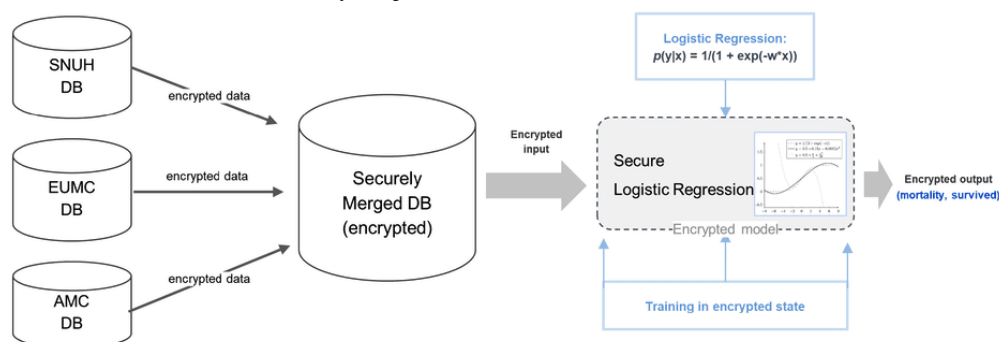 SNUH
DB
encrypted data
EUMC
DB
encrypted data
AMC
DB
encrypted data
Securely
Merged DB
(encrypted)
Encrypted
input
Logistic Regression:
p(y|x) = 1/(1 + exp(-w*x))
Secure
Logistic Regression
Encrypted model
Training in encrypted state
Encrypted output
(mortality, survived)